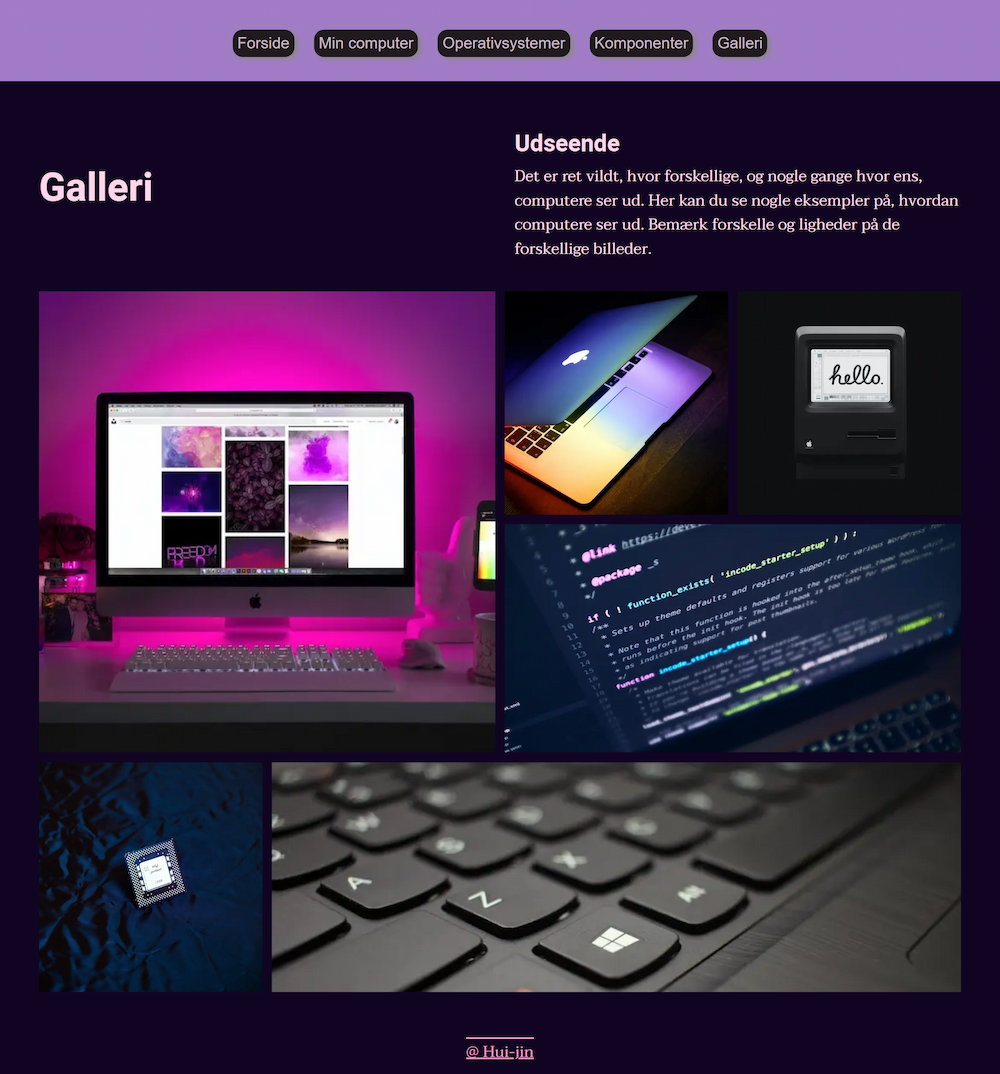 Forside
Min computer
Operativsystemer
Komponenter
Galleri
Galleri
Udseende
Det er ret vildt, hvor forskellige, og nogle gange hvor ens,
computere ser ud. Her kan du se nogle eksempler på, hvordan
computere ser ud. Bemærk forskelle og ligheder på de
forskellige billeder.
FREEDOM
hello.
@link https://deve
@package _s
*/
if ( ! function_exists( 'incode_starter_setup' ) ) :
/**
* Sets up theme defaults and registers support for various WordPress
* Note that this function is hooked into the after_setup_theme hook, which
* runs before the init hook. The init hook is too late for some
* as indicating support for post thumbnails.
*/
function incode_starter_setup() {
A
Z
X
Alt
@ Hui-jin